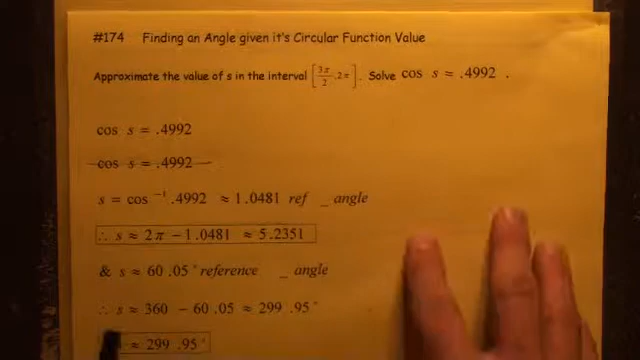 #174 Finding an Angle given it's Circular Function Value
Approximate the value of s in the interval [3π/2, 2π]. Solve cos s = .4992 .
cos s = .4992
cos s = .4992
s = cos⁻¹ .4992 ≈ 1.0481 ref _ angle
∴ s ≈ 2π − 1.0481 ≈ 5.2351
& s ≈ 60 .05° reference _ angle
∴ s ≈ 360 − 60 .05 ≈ 299 .95°
≈ 299 .95°